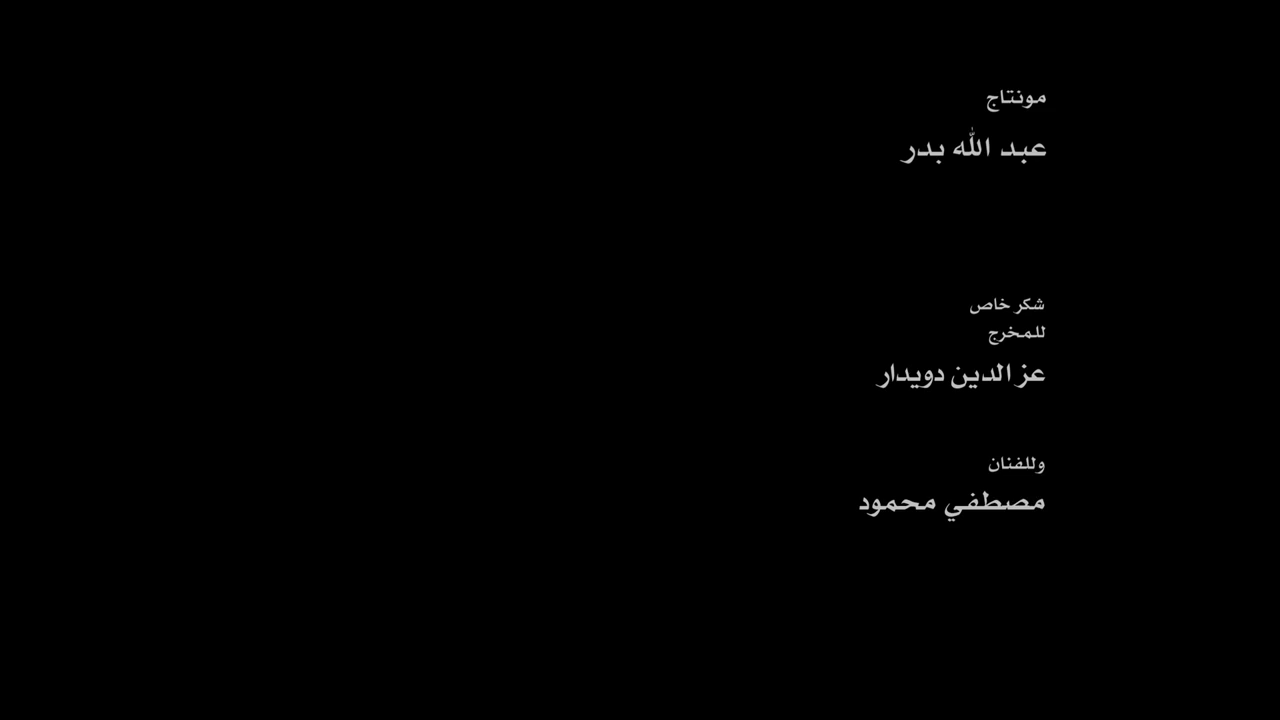 مونتاج
عبد الله بدر
شكر خاص
للمخرج
عز الدين دويدار
وللفنان
مصطفي محمود